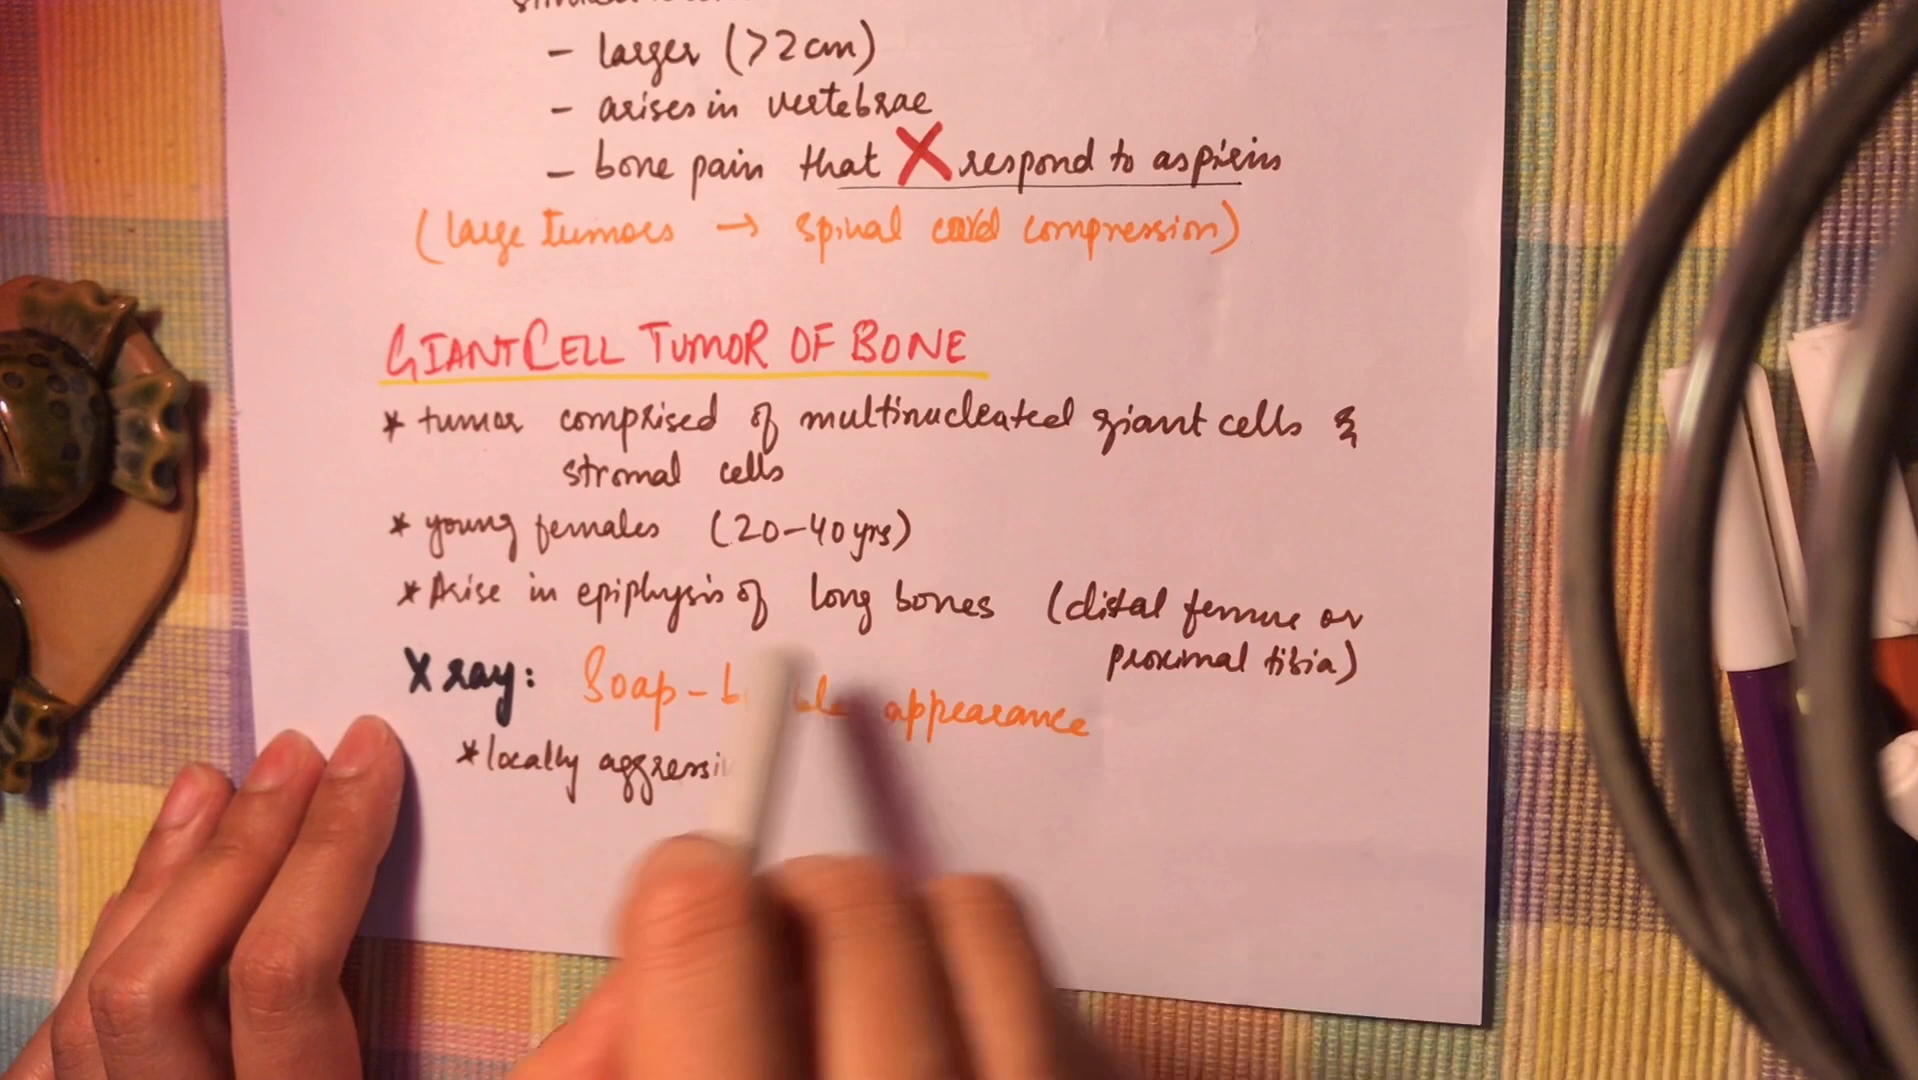 - larger (>2cm)
- arises in vertebrae
- bone pain that X respond to aspirin
(large tumors → spinal cord compression)
GIANT CELL TUMOR OF BONE
* tumor comprised of multinucleated giant cells &
stromal cells
* young females (20-40yrs)
* Arise in epiphysis of long bones (distal femur or
proximal tibia)
X ray: Soap- appearance
* locally